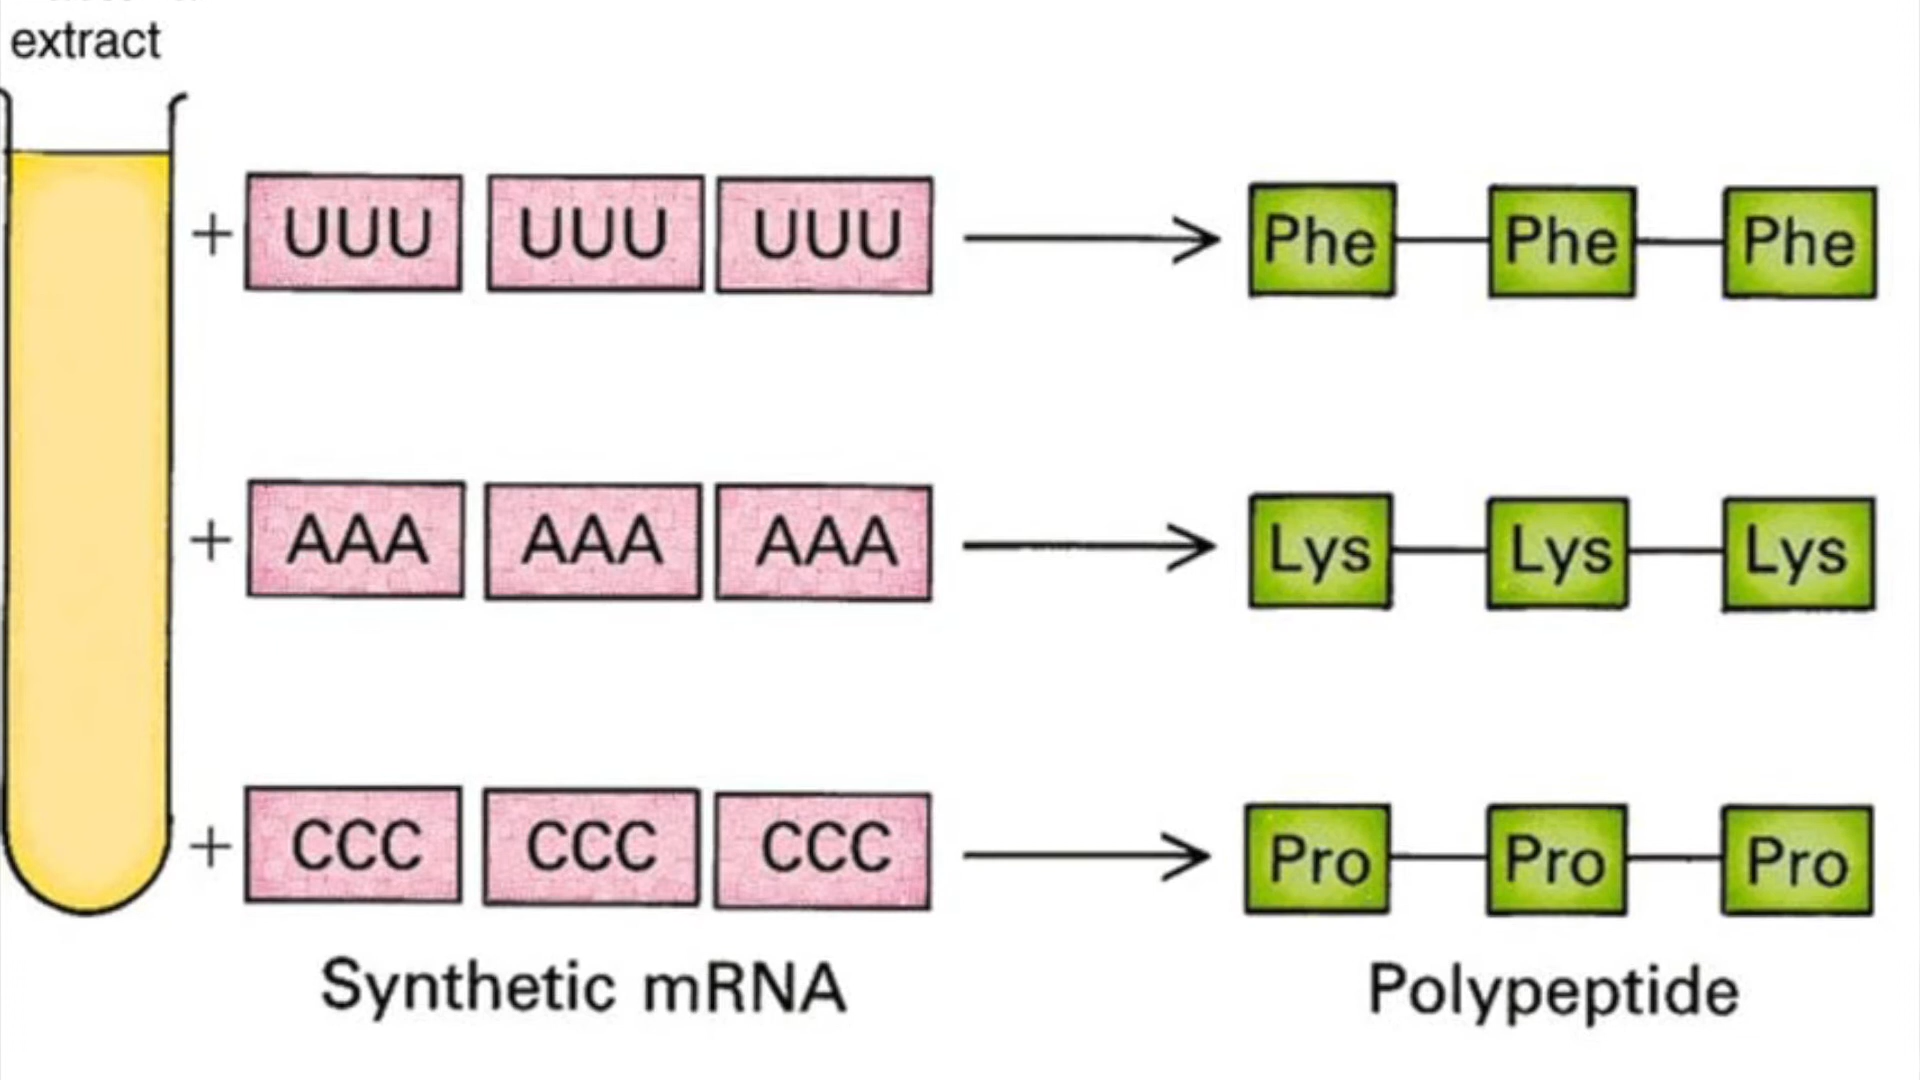 extract
+ UUU UUU UUU Phe Phe Phe
+ AAA AAA AAA Lys Lys Lys
+ CCC CCC CCC Pro Pro Pro
Synthetic mRNA Polypeptide